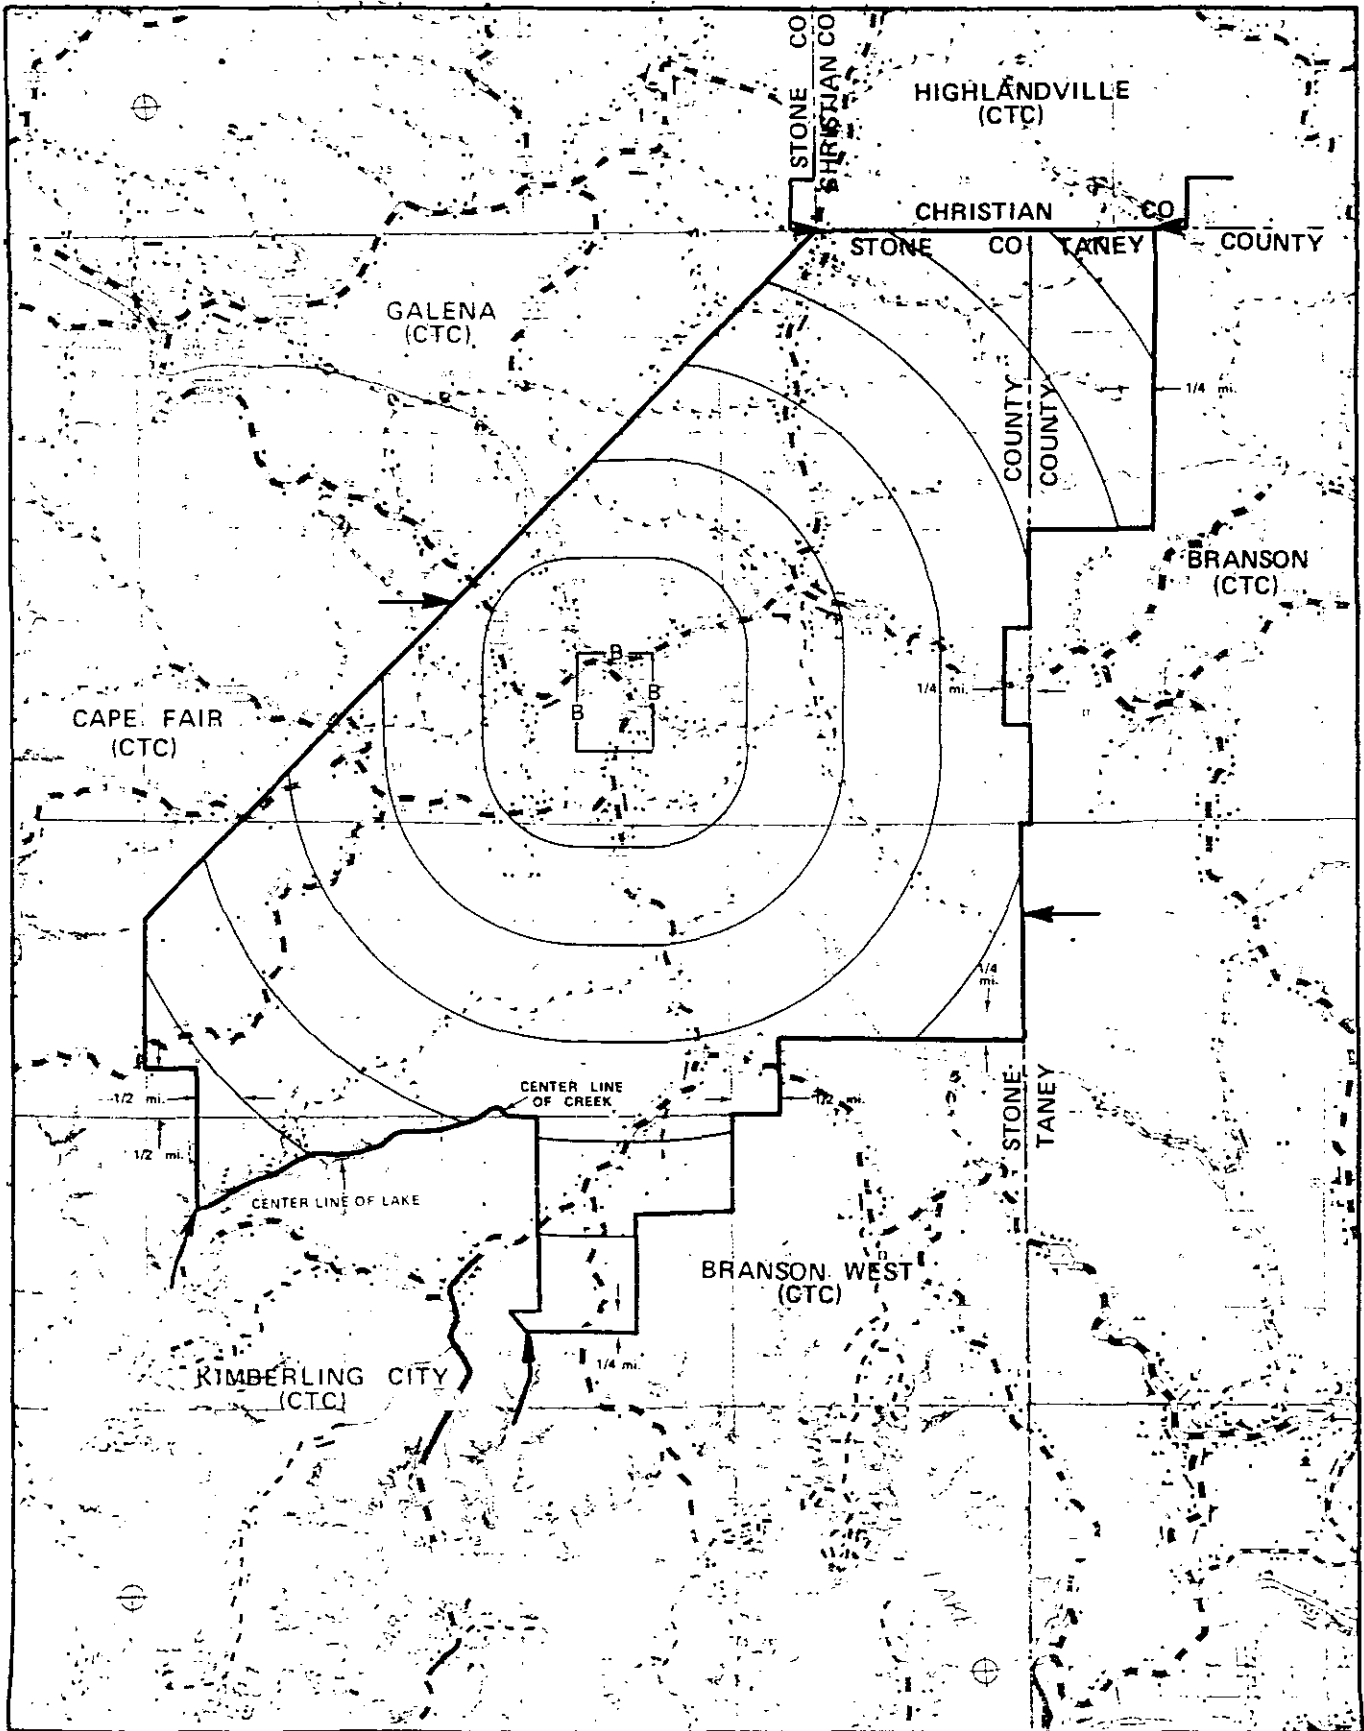 STONE CO
CHRISTIAN CO
HIGHLANDVILLE
(CTC)
CHRISTIAN CO
STONE CO TANEY COUNTY
GALENA
(CTC)
COUNTY
COUNTY
1/4 mi.
BRANSON
(CTC)
B
B
B
1/4 mi.
CAPE FAIR
(CTC)
1/4
mi.
CENTER LINE
OF CREEK
1/2 mi.
1/2 mi.
STONE
TANEY
1/2 mi.
CENTER LINE OF LAKE
BRANSON WEST
(CTC)
1/4 mi.
KIMBERLING CITY
(CTC)
LAKE